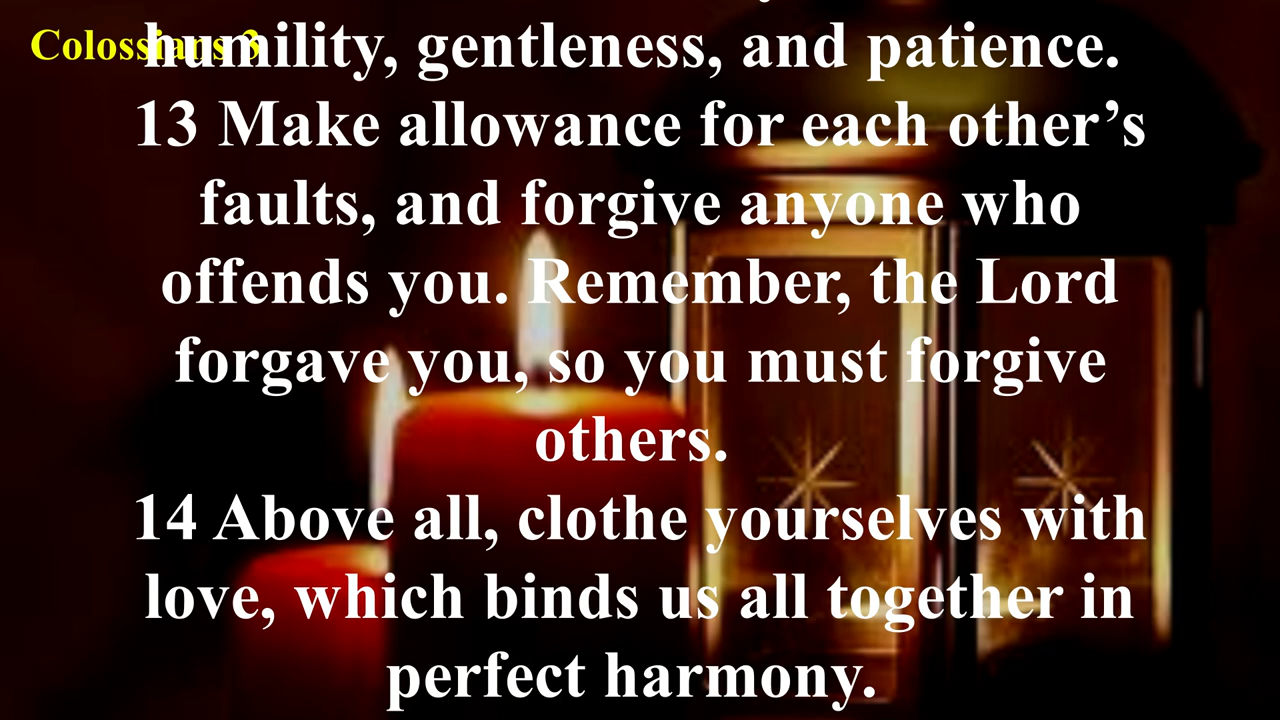 Colossians 3
humility, gentleness, and patience.
13 Make allowance for each other’s
faults, and forgive anyone who
offends you. Remember, the Lord
forgave you, so you must forgive
others.
14 Above all, clothe yourselves with
love, which binds us all together in
perfect harmony.